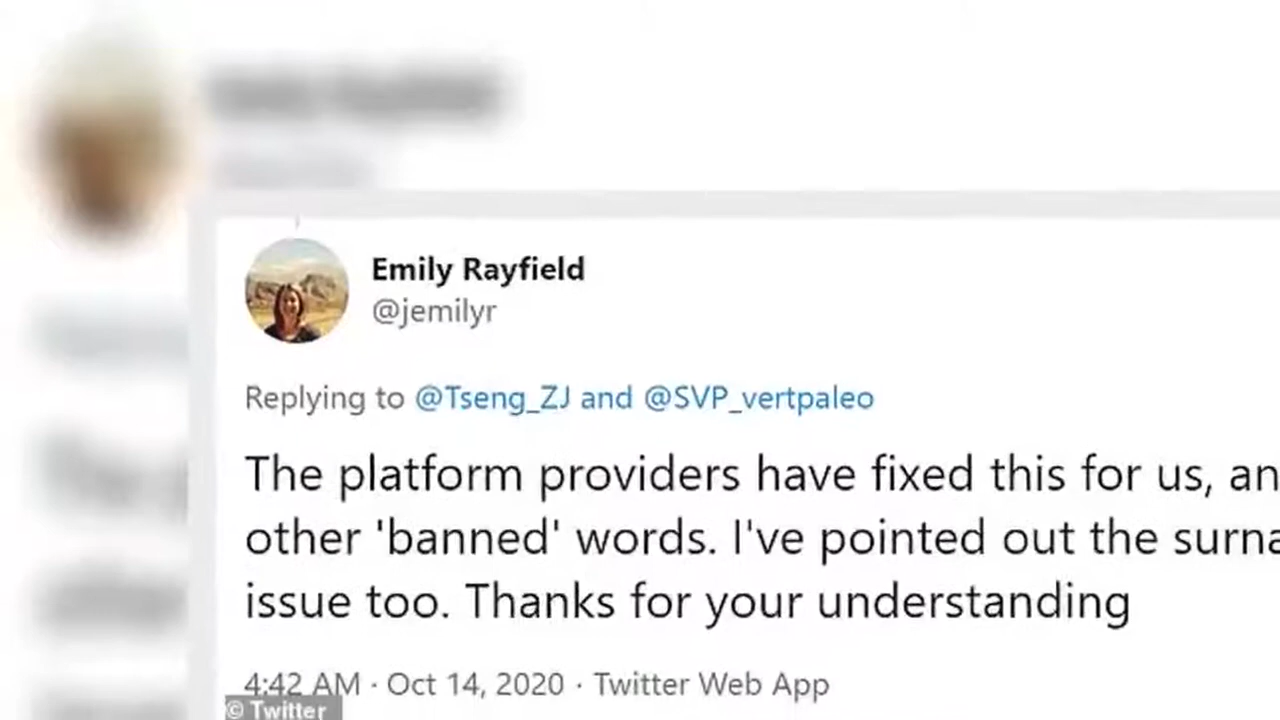 Emily Rayfield
@jemilyr
Replying to @Tseng_ZJ and @SVP_vertpaleo
The platform providers have fixed this for us, an
other 'banned' words. I've pointed out the surna
issue too. Thanks for your understanding
4:42 AM · Oct 14, 2020 · Twitter Web App
© Twitter